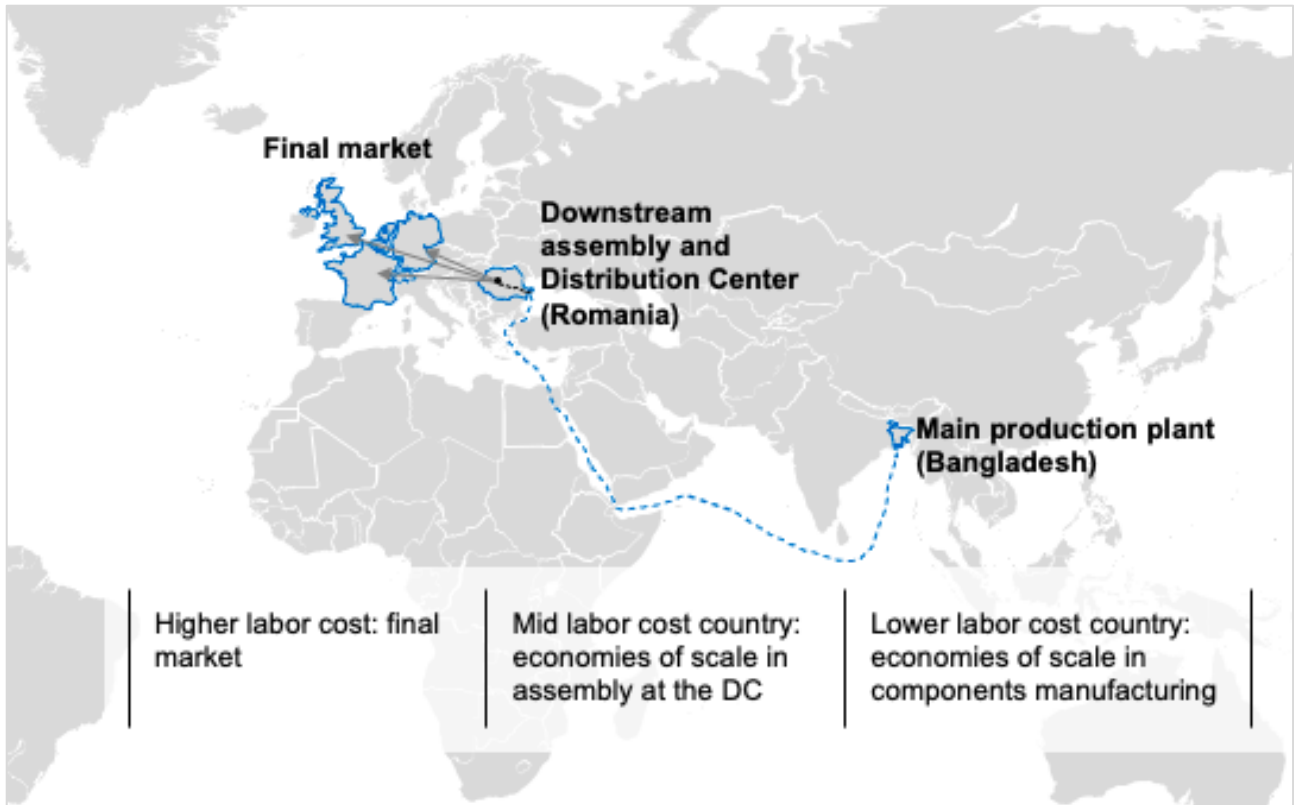 Final market
Downstream
assembly and
Distribution Center
(Romania)
Main production plant
(Bangladesh)
Higher labor cost: final
market
Mid labor cost country:
economies of scale in
assembly at the DC
Lower labor cost country:
economies of scale in
components manufacturing